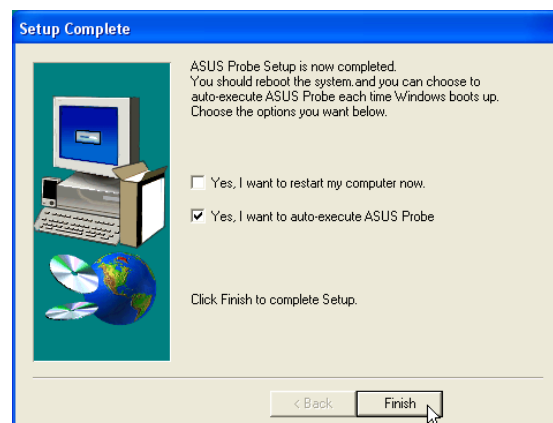 Setup Complete
ASUS Probe Setup is now completed.
You should reboot the system.and you can choose to
auto-execute ASUS Probe each time Windows boots up.
Choose the options you want below.
Yes, I want to restart my computer now.
Yes, I want to auto-execute ASUS Probe
Click Finish to complete Setup.
< Back
Finish